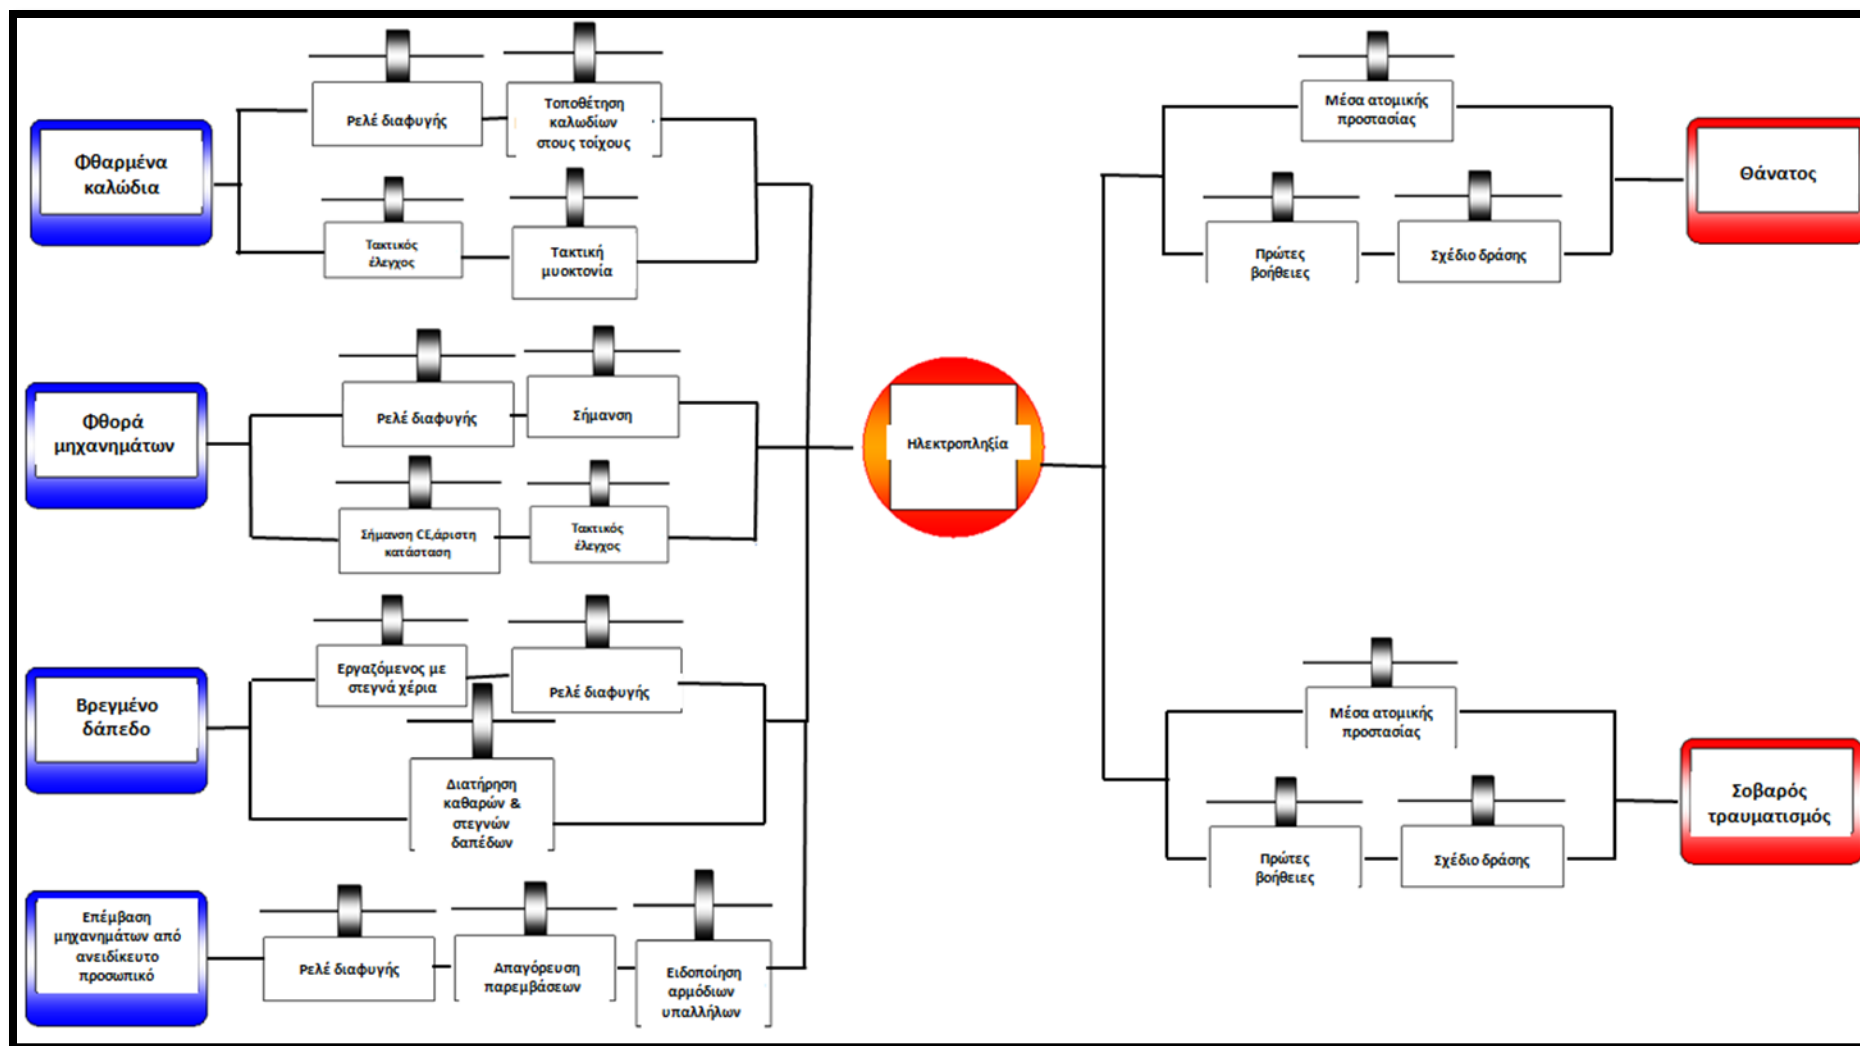 Φθαρμένα
καλώδια
Ρελέ διαφυγής
Τοποθέτηση
καλωδίων
στους τοίχους
Τακτικός
έλεγχος
Τακτική
μυοκτονία
Φθορά
μηχανημάτων
Ρελέ διαφυγής
Σήμανση
Σήμανση CE,άριστη
κατάσταση
Τακτικός
έλεγχος
Βρεγμένο
δάπεδο
Εργαζόμενος με
στεγνά χέρια
Ρελέ διαφυγής
Διατήρηση
καθαρών &
στεγνών
δαπέδων
Επέμβαση
μηχανημάτων από
ανειδίκευτο
προσωπικό
Ρελέ διαφυγής
Απαγόρευση
παρεμβάσεων
Ειδοποίηση
αρμόδιων
υπαλλήλων
Ηλεκτροπληξία
Μέσα ατομικής
προστασίας
Πρώτες
βοήθειες
Σχέδιο δράσης
Θάνατος
Μέσα ατομικής
προστασίας
Πρώτες
βοήθειες
Σχέδιο δράσης
Σοβαρός
τραυματισμός